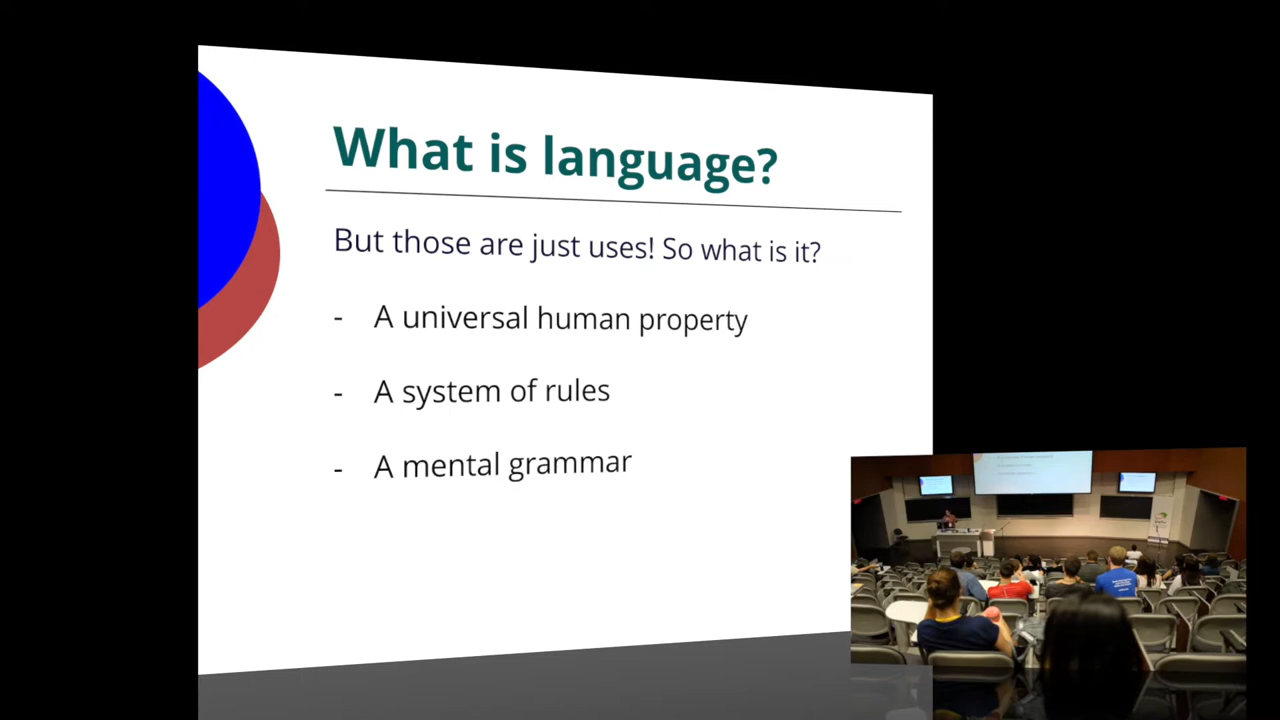 What is language?
But those are just uses! So what is it?
- A universal human property
- A system of rules
- A mental grammar